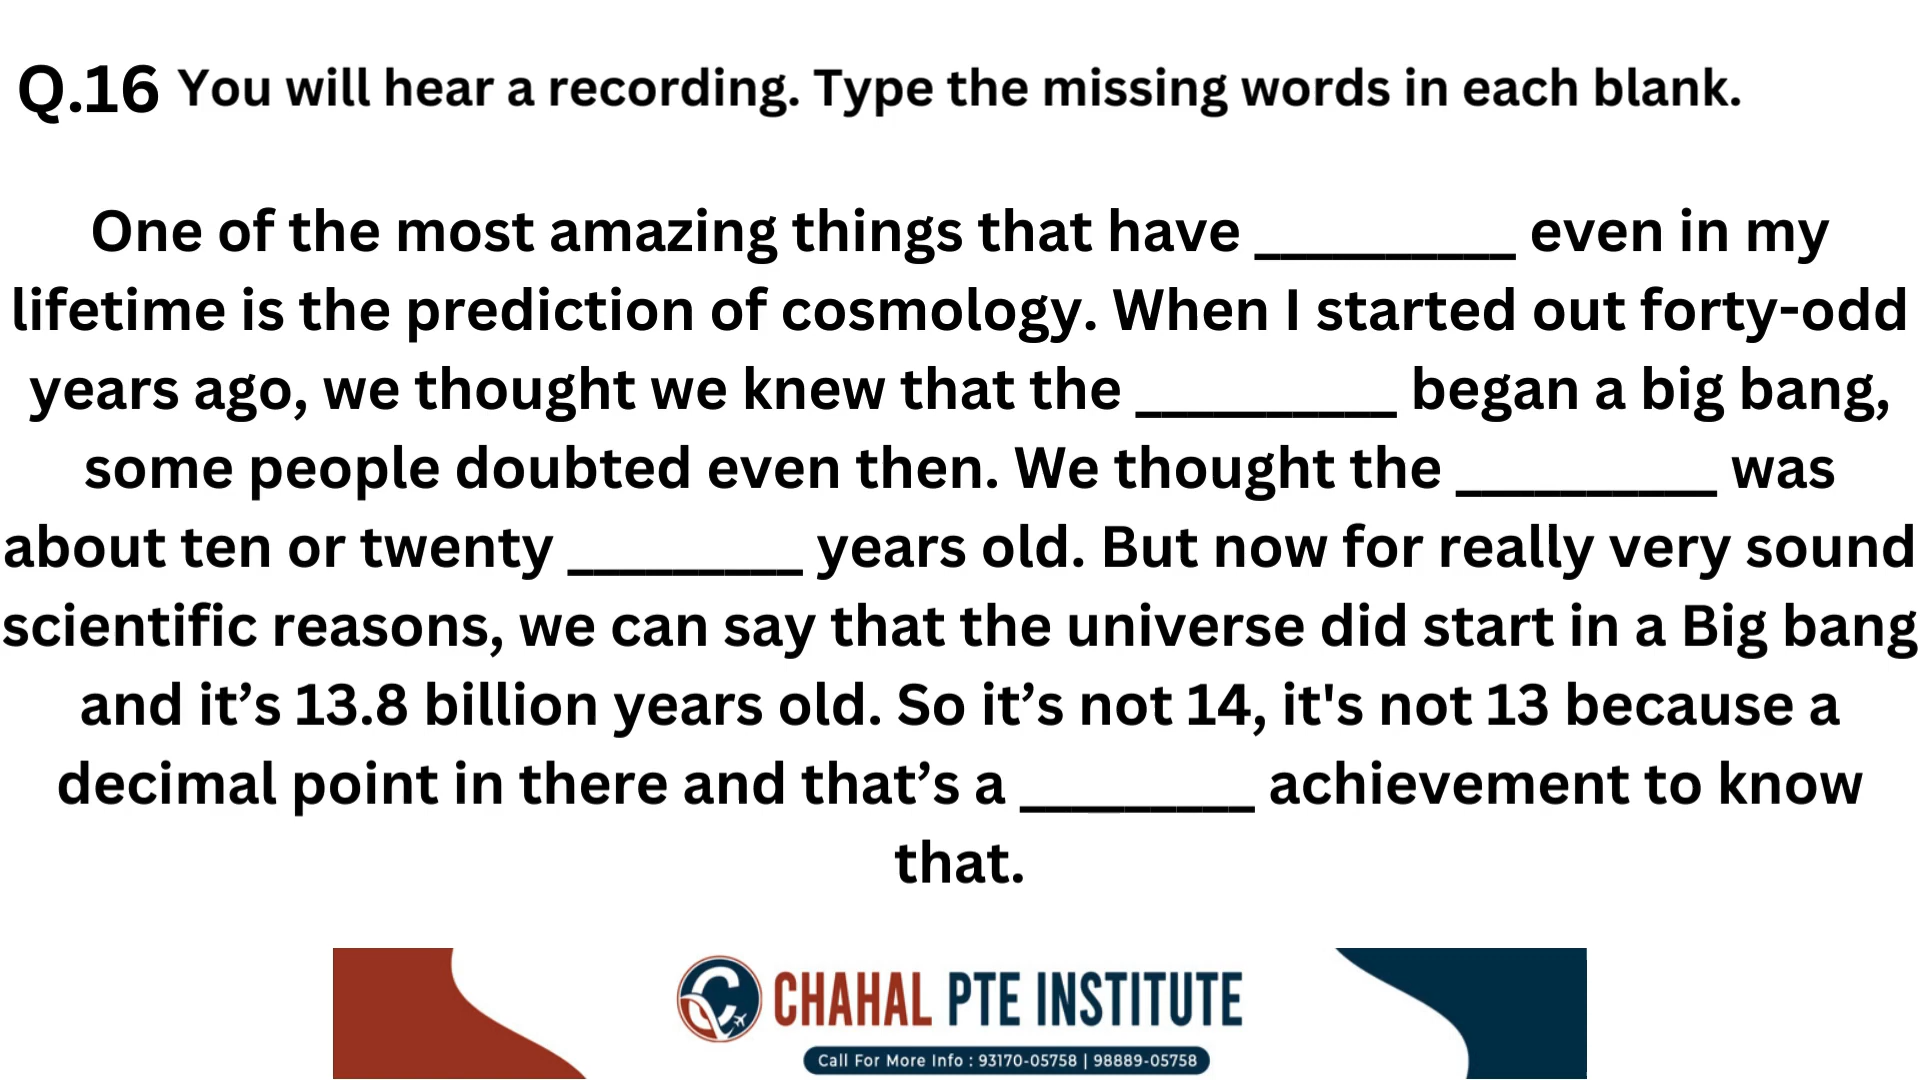 Q.16 You will hear a recording. Type the missing words in each blank.
One of the most amazing things that have __________ even in my
lifetime is the prediction of cosmology. When I started out forty-odd
years ago, we thought we knew that the __________ began a big bang,
some people doubted even then. We thought the __________ was
about ten or twenty _________ years old. But now for really very sound
scientific reasons, we can say that the universe did start in a Big bang
and it’s 13.8 billion years old. So it’s not 14, it's not 13 because a
decimal point in there and that’s a _________ achievement to know
that.
CHAHAL PTE INSTITUTE
Call For More Info : 93170-05758 | 98889-05758